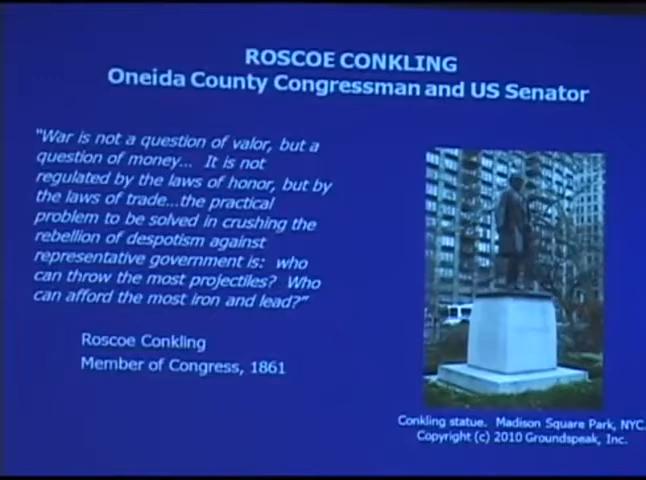 ROSCOE CONKLING
Oneida County Congressman and US Senator
"War is not a question of valor, but a
question of money... It is not
regulated by the laws of honor, but by
the laws of trade...the practical
problem to be solved in crushing the
rebellion of despotism against
representative government is: who
can throw the most projectiles? Who
can afford the most iron and lead?"
Roscoe Conkling
Member of Congress, 1861
Conkling statue. Madison Square Park, NYC.
Copyright (c) 2010 Groundspeak, Inc.